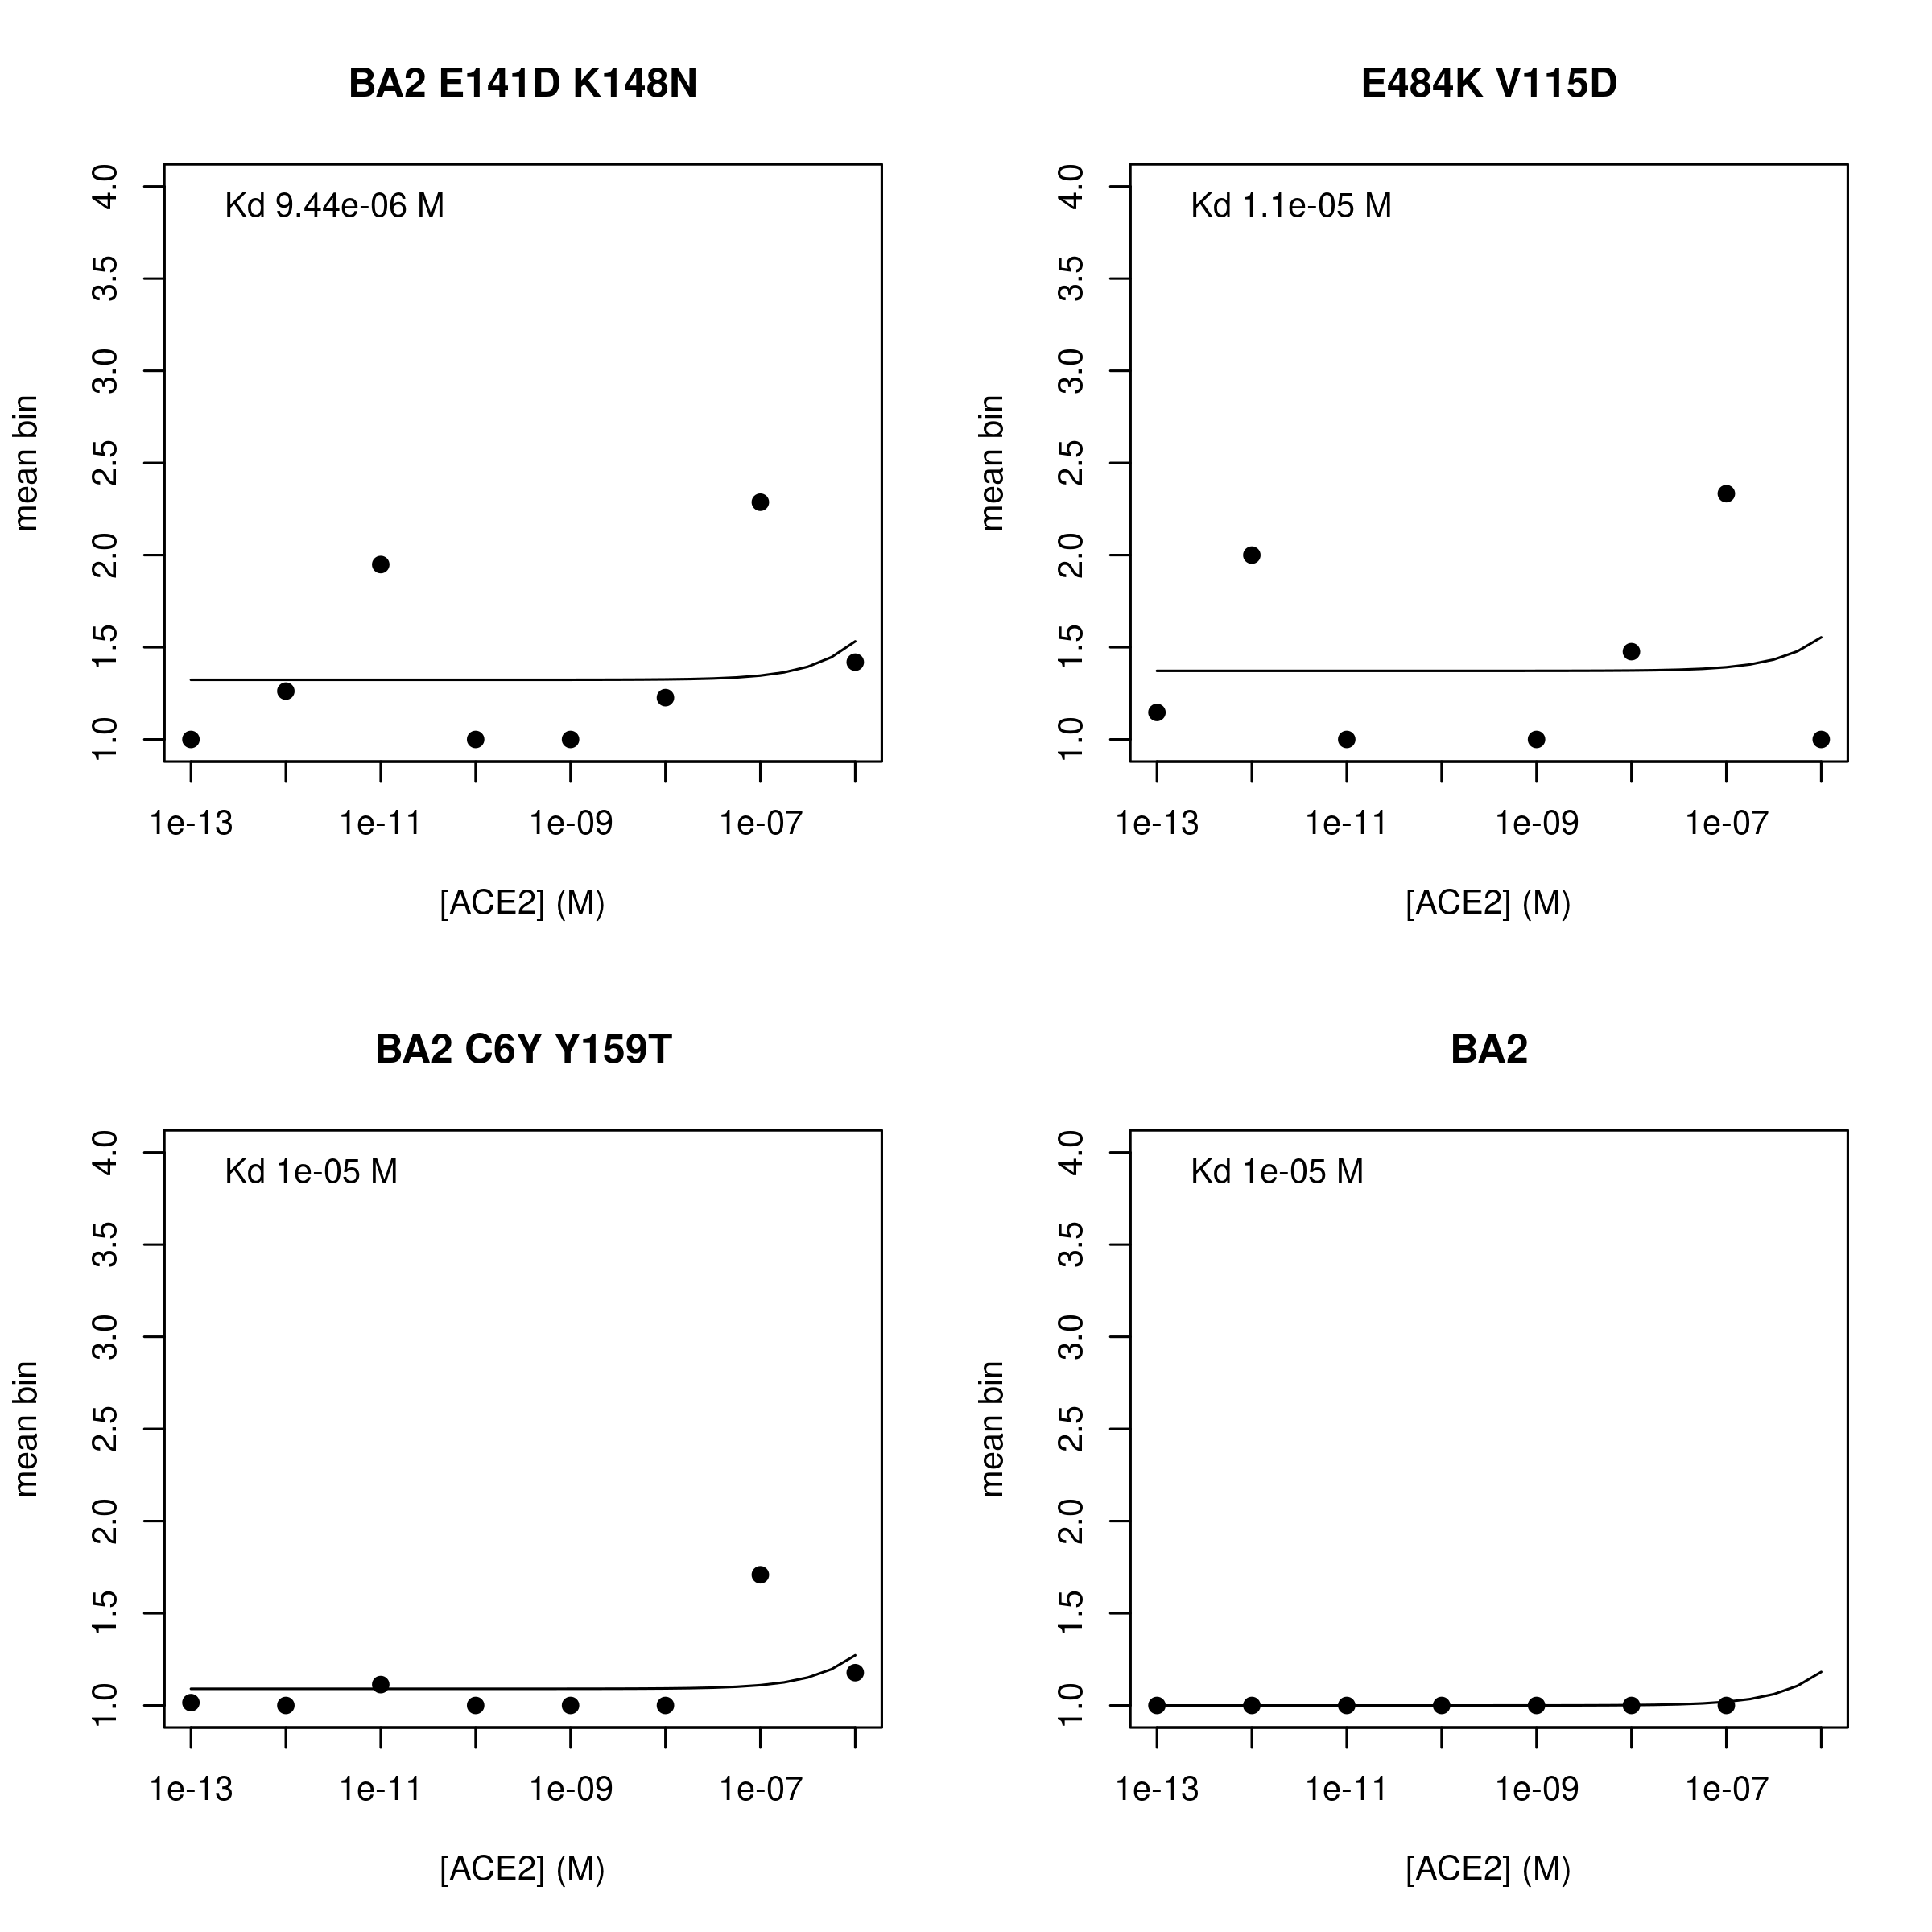 BA2 E141D K148N
Kd 9.44e-06 M
mean bin
4.0
3.5
3.0
2.5
2.0
1.5
1.0
1e-13 1e-11 1e-09 1e-07
[ACE2] (M)
E484K V115D
Kd 1.1e-05 M
mean bin
4.0
3.5
3.0
2.5
2.0
1.5
1.0
1e-13 1e-11 1e-09 1e-07
[ACE2] (M)
BA2 C6Y Y159T
Kd 1e-05 M
mean bin
4.0
3.5
3.0
2.5
2.0
1.5
1.0
1e-13 1e-11 1e-09 1e-07
[ACE2] (M)
BA2
Kd 1e-05 M
mean bin
4.0
3.5
3.0
2.5
2.0
1.5
1.0
1e-13 1e-11 1e-09 1e-07
[ACE2] (M)